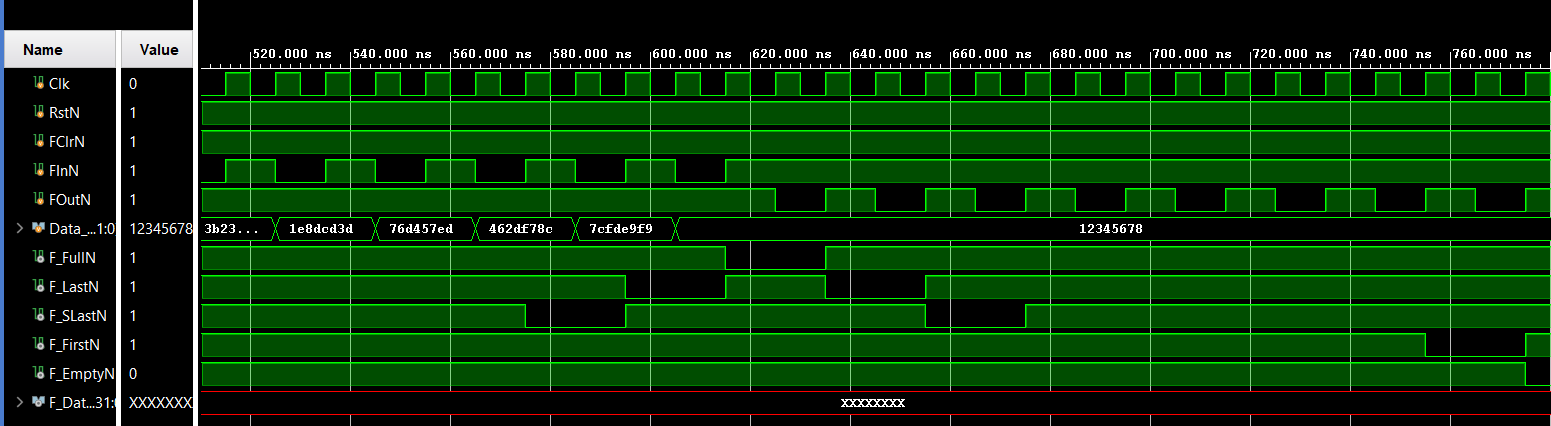 Name Value
520.000 ns 540.000 ns 560.000 ns 580.000 ns 600.000 ns 620.000 ns 640.000 ns 660.000 ns 680.000 ns 700.000 ns 720.000 ns 740.000 ns 760.000 ns
Clk 0
RstN 1
FClrN 1
FInN 1
FOutN 1
Data_...1:0 12345678 3b23... 1e8dcd3d 76d457ed 462df78c 7cfde9f9 12345678
F_FullN 1
F_LastN 1
F_SLastN 1
F_FirstN 1
F_EmptyN 0
F_Dat...31:0 XXXXXXXX XXXXXXXX